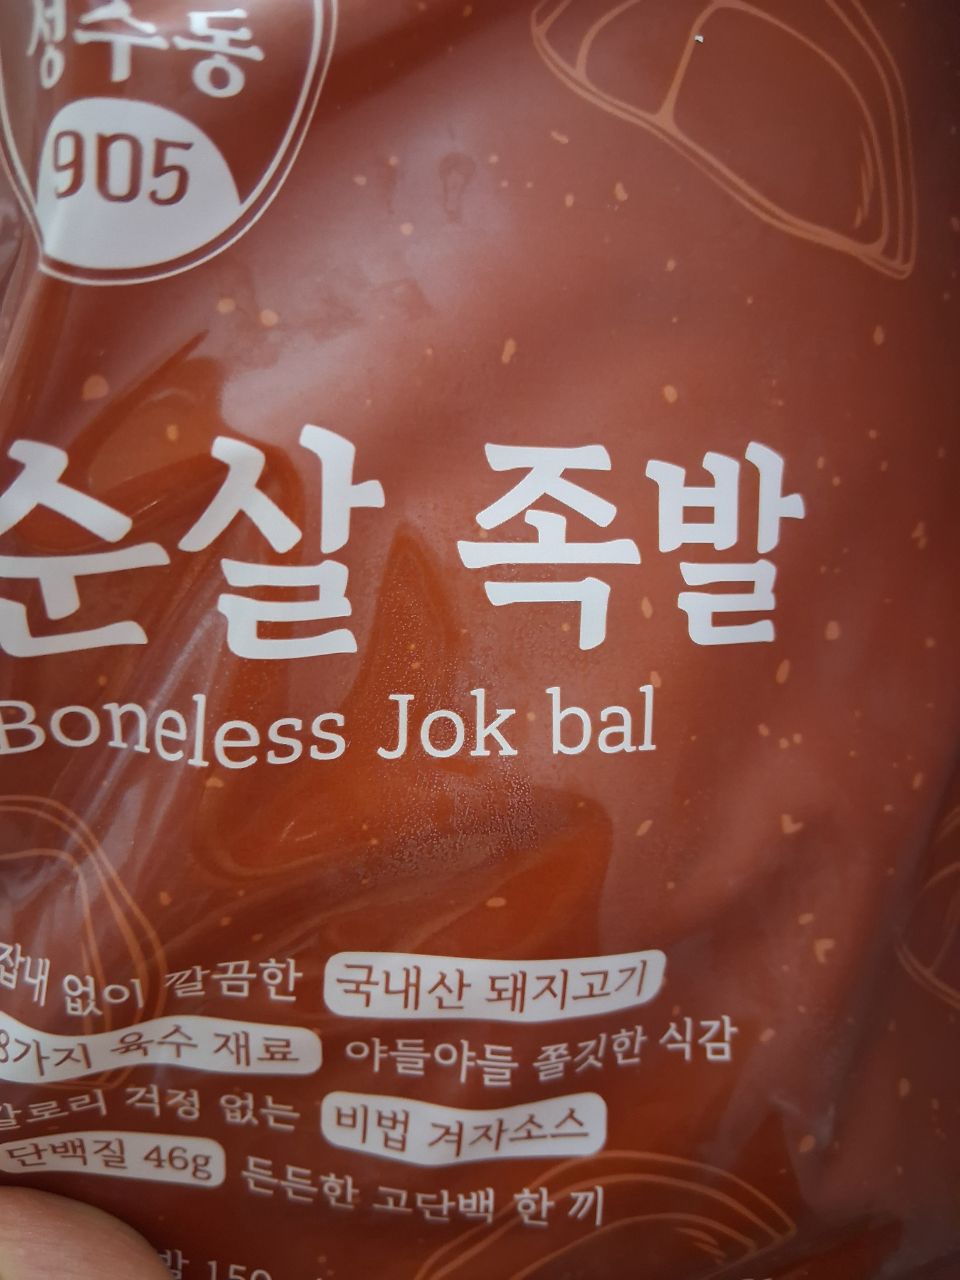 성수동
905
순살 족발
Boneless Jok bal
잡내 없이 깔끔한 국내산 돼지고기
8가지 육수 재료 야들야들 쫄깃한 식감
칼로리 걱정 없는 비법 겨자소스
단백질 46g 든든한 고단백 한 끼